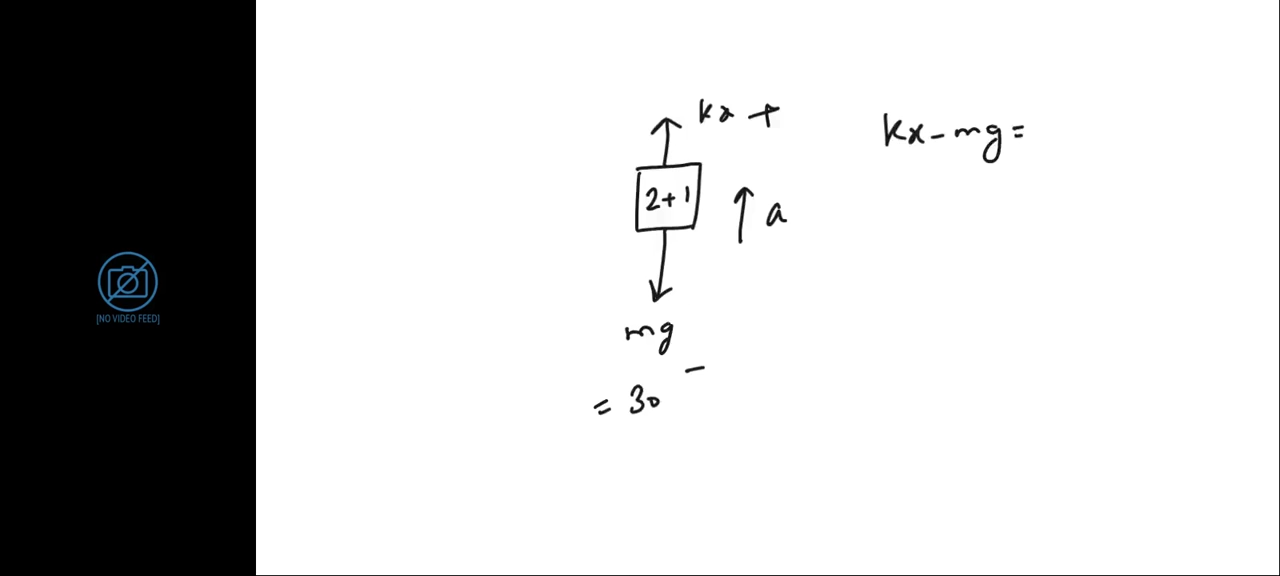 kx +
kx - mg =
2+1
a
mg
-
= 30
[NO VIDEO FEED]